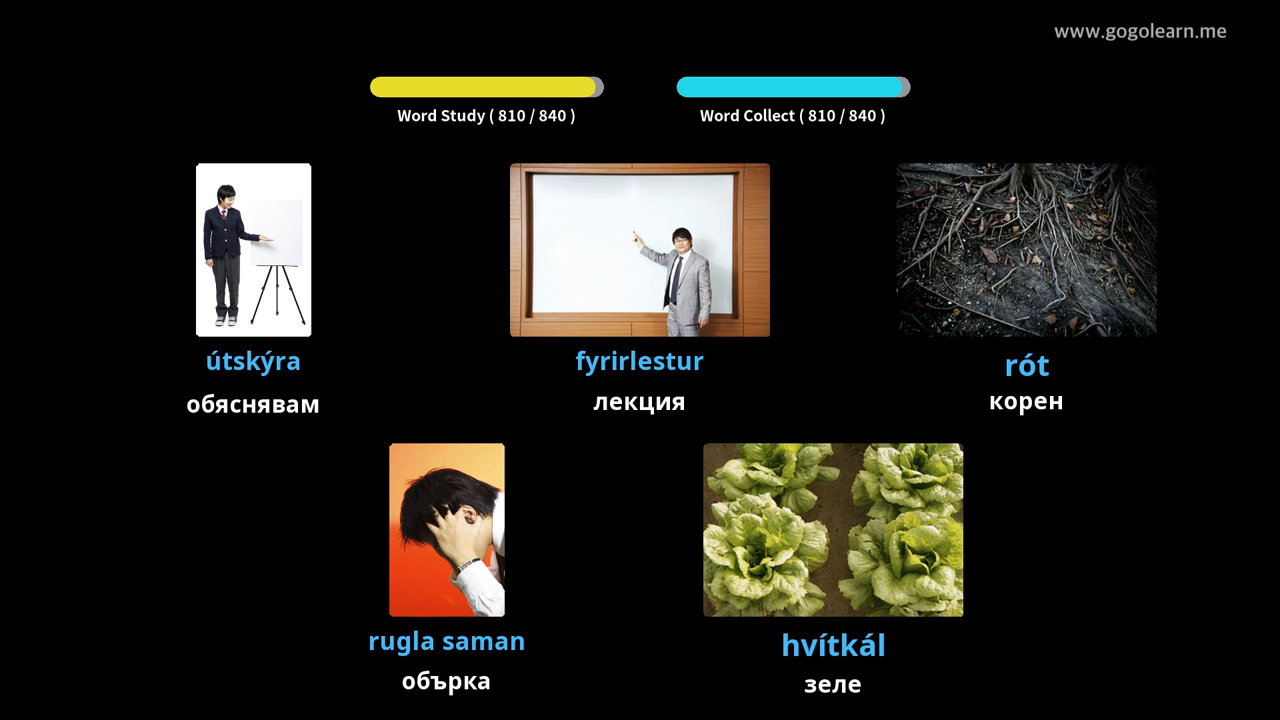 www.gogolearn.me
Word Study ( 810 / 840 )
Word Collect ( 810 / 840 )
útskýra
обяснявам
fyrirlestur
лекция
rót
корен
rugla saman
обърка
hvítkál
зеле